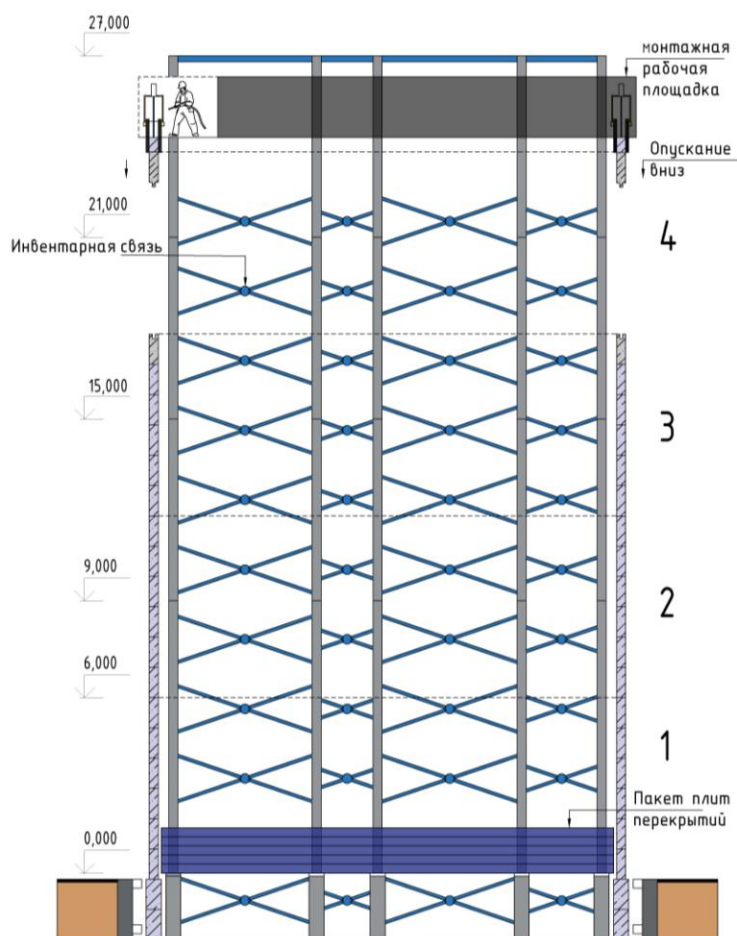 27,000
монтажная
рабочая
площадка
Опускание
вниз
21,000
4
Инвентарная связь
15,000
3
9,000
2
6,000
1
Пакет плит
перекрытий
0,000